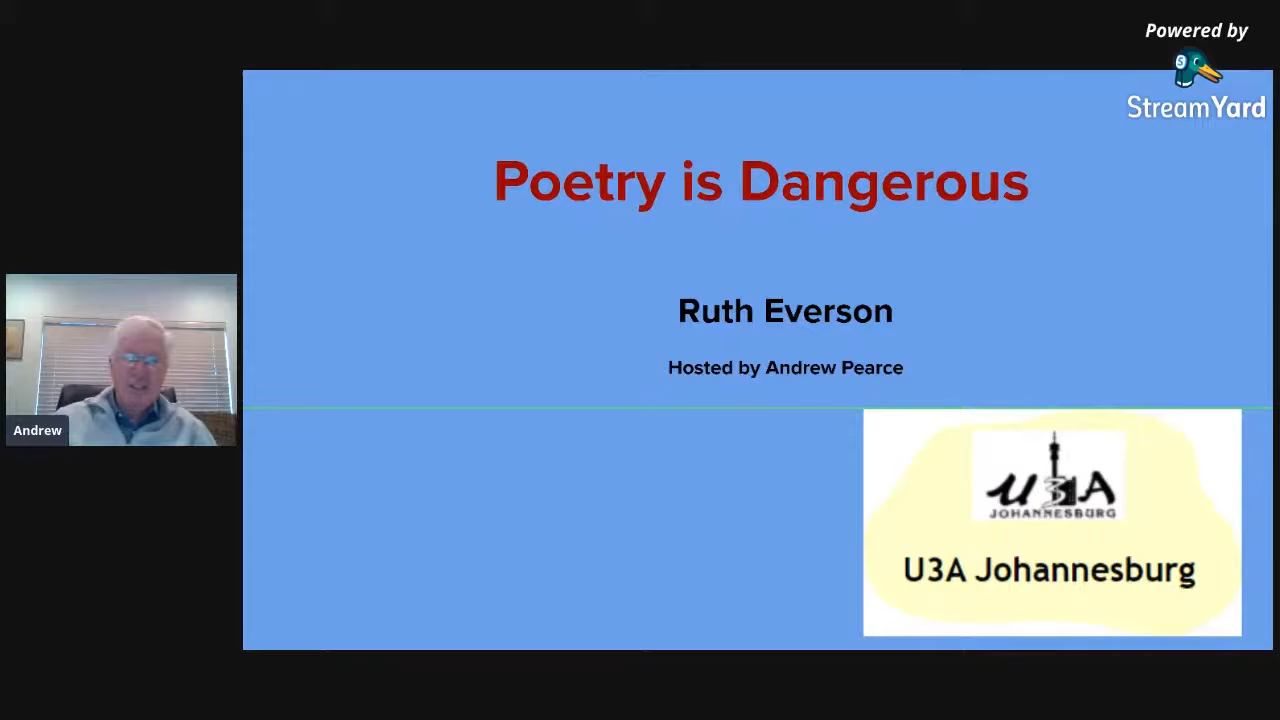 Powered by
StreamYard
Poetry is Dangerous
Ruth Everson
Hosted by Andrew Pearce
Andrew
U3A
JOHANNESBURG
U3A Johannesburg